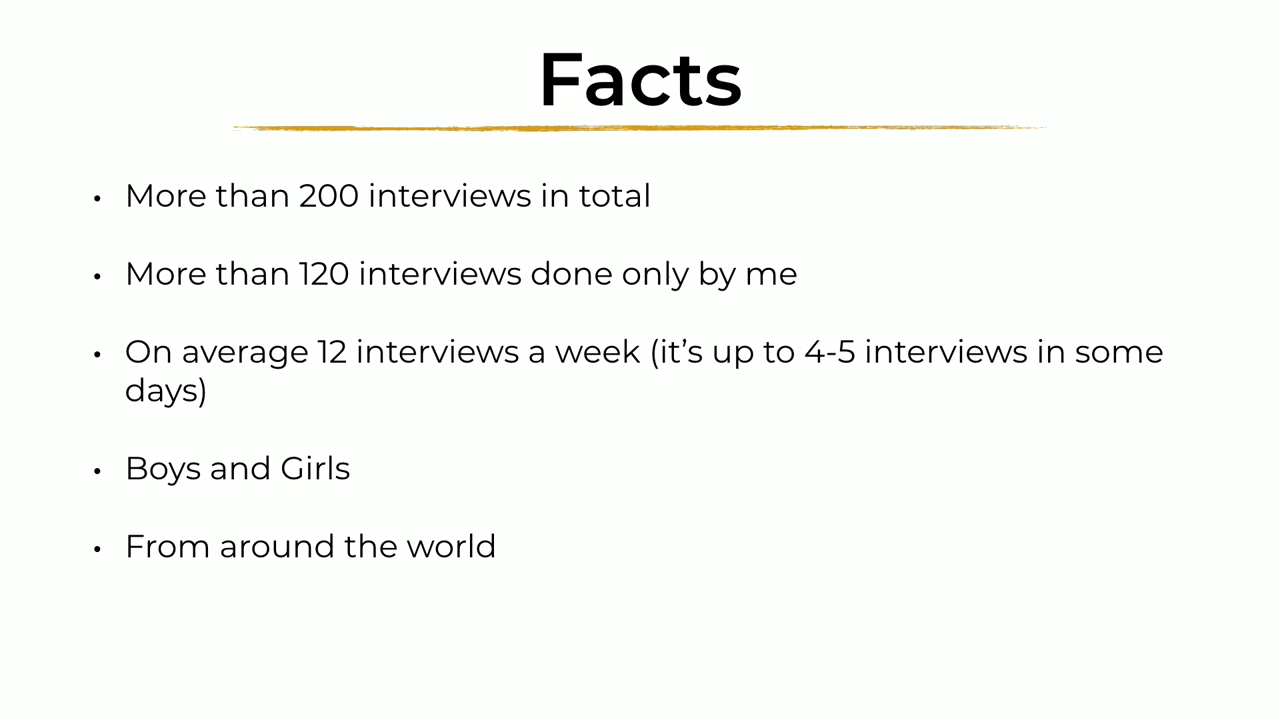 Facts
• More than 200 interviews in total
• More than 120 interviews done only by me
• On average 12 interviews a week (it’s up to 4-5 interviews in some
days)
• Boys and Girls
• From around the world